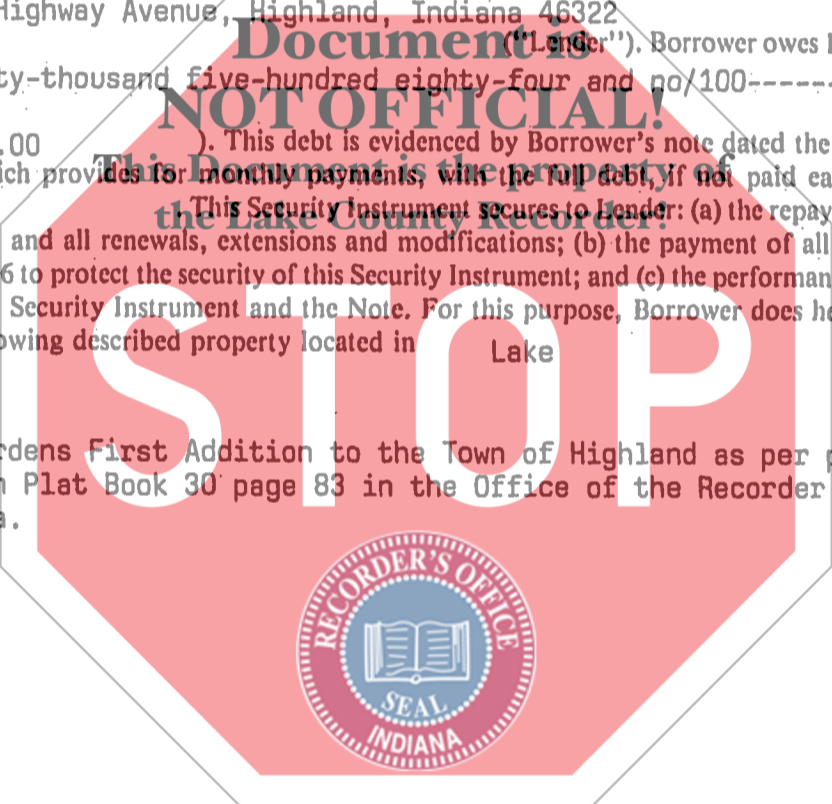 Highway Avenue, Highland, Indiana 46322
Document is
("Lender"). Borrower owes
ty-thousand five-hundred eighty-four and no/100------
NOT OFFICIAL!
.00 ). This debt is evidenced by Borrower's note dated the
This Document is the property of
ich provides for monthly payments, with the full debt, if not paid ea
. This Security Instrument secures to Lender: (a) the repay
the Lake County Recorder!
and all renewals, extensions and modifications; (b) the payment of all
6 to protect the security of this Security Instrument; and (c) the performan
Security Instrument and the Note. For this purpose, Borrower does he
owing described property located in Lake
STOP
rdens First Addition to the Town of Highland as per p
n Plat Book 30 page 83 in the Office of the Recorder
a.
RECORDER'S OFFICE
SEAL
INDIANA